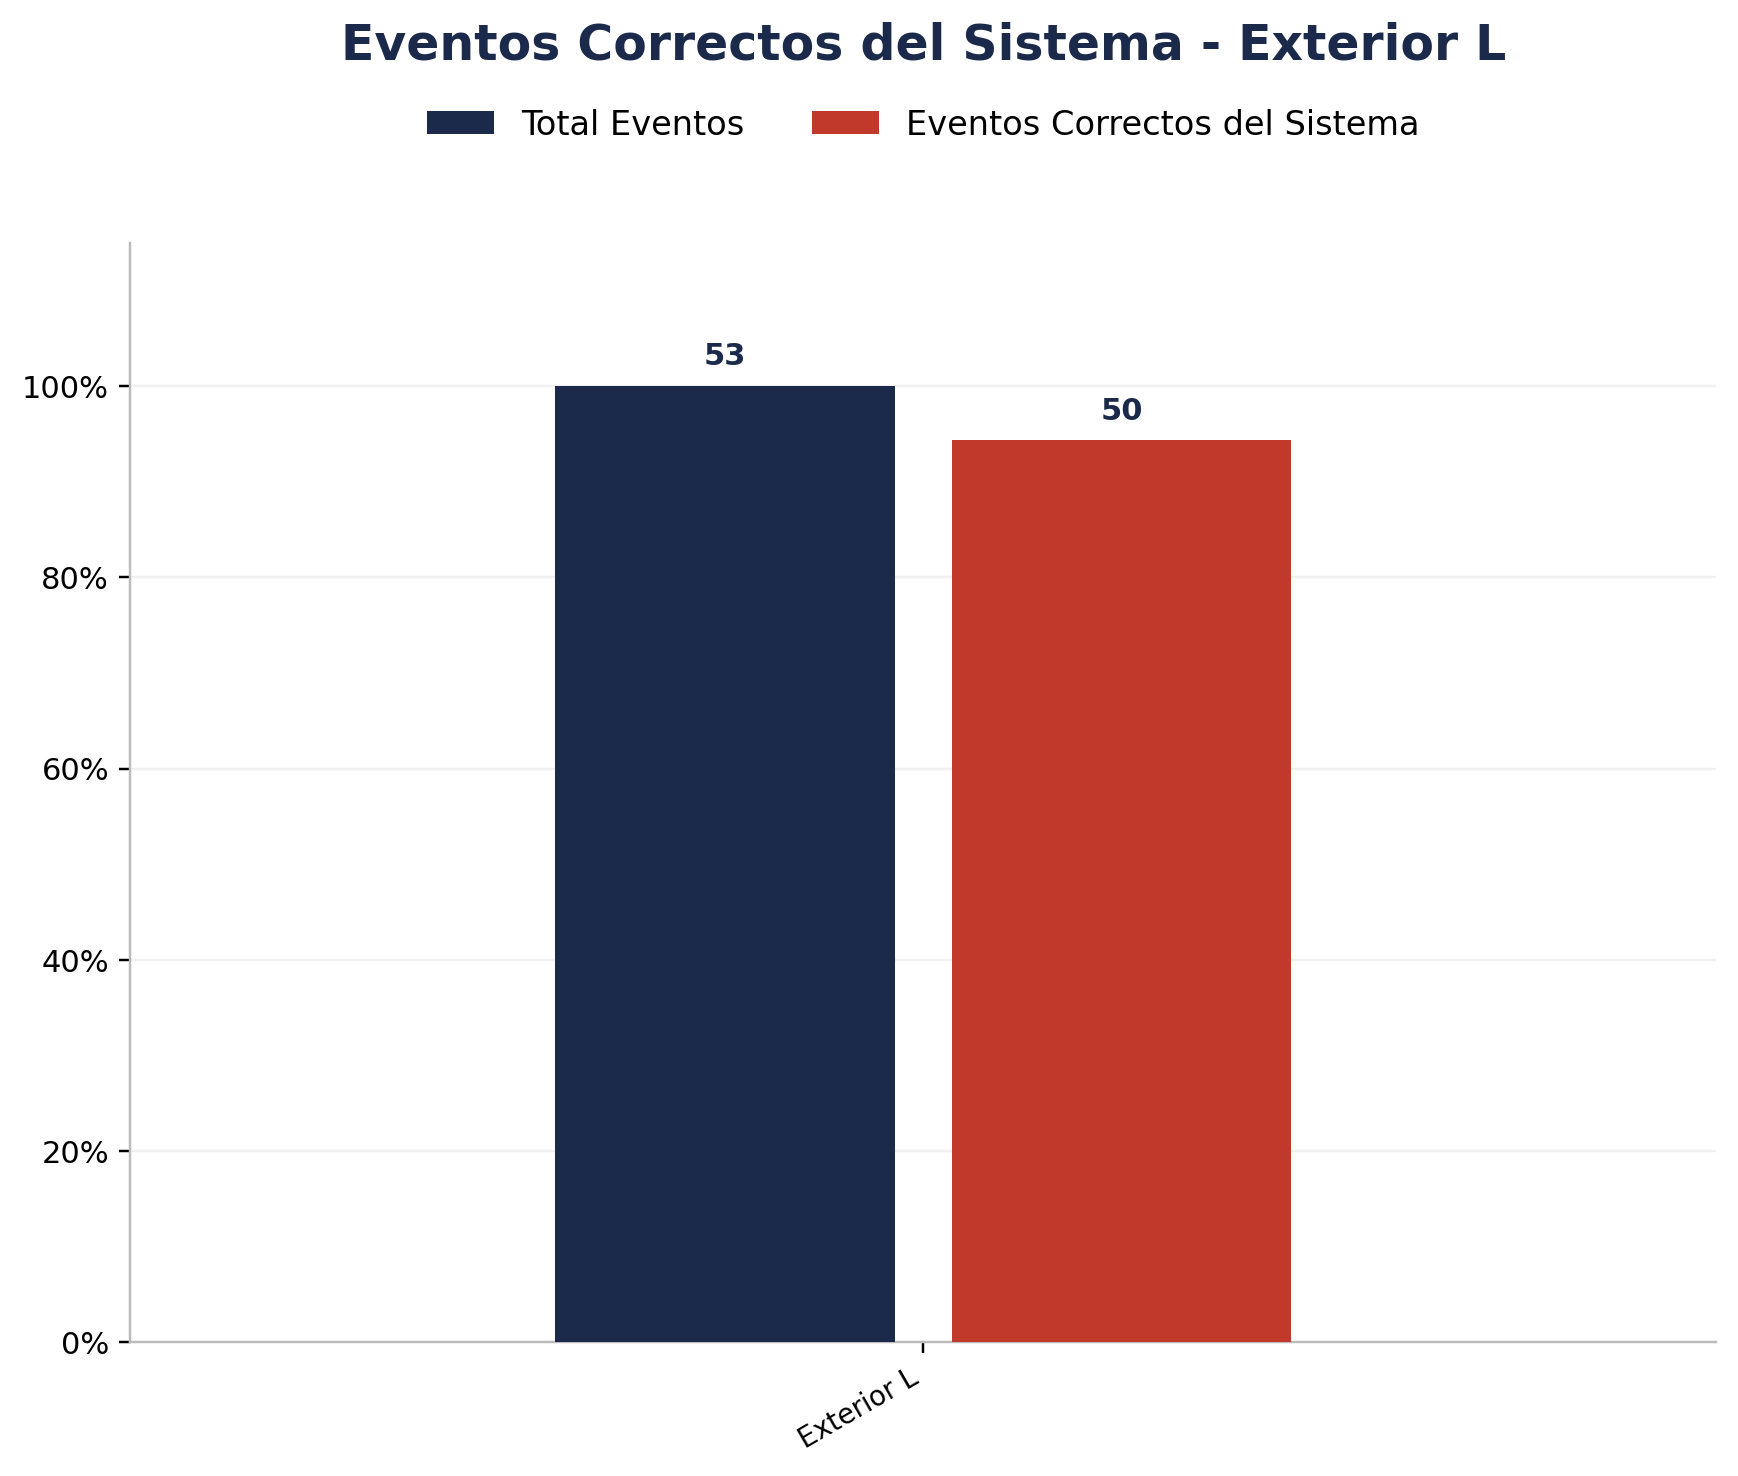 Eventos Correctos del Sistema - Exterior L
Total Eventos
Eventos Correctos del Sistema
53
50
100%
80%
60%
40%
20%
0%
Exterior L